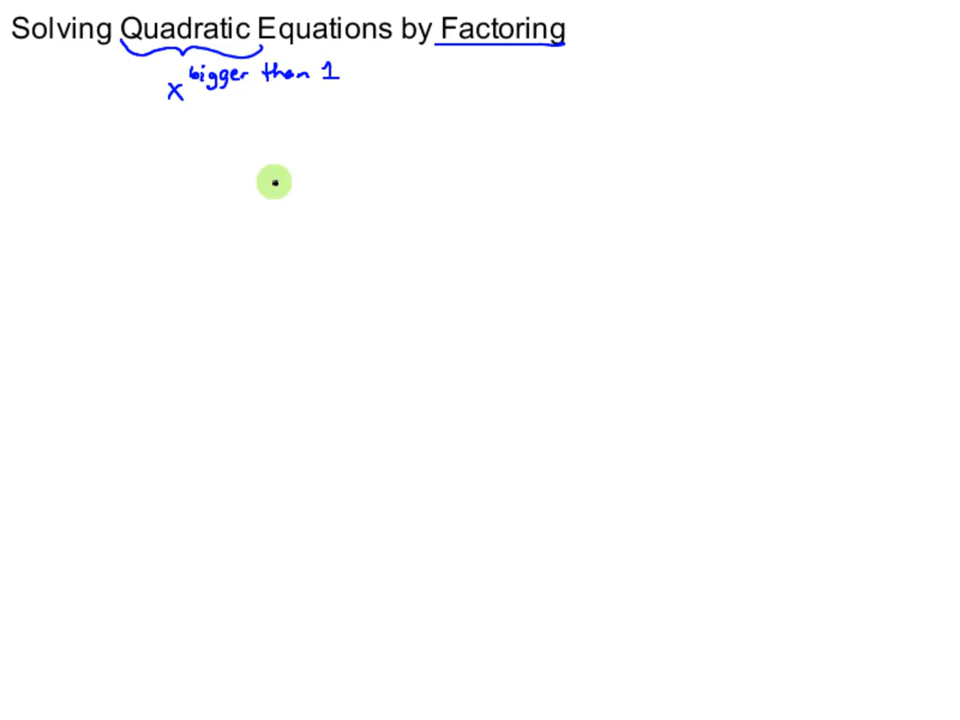 Solving Quadratic Equations by Factoring
x^bigger than 1